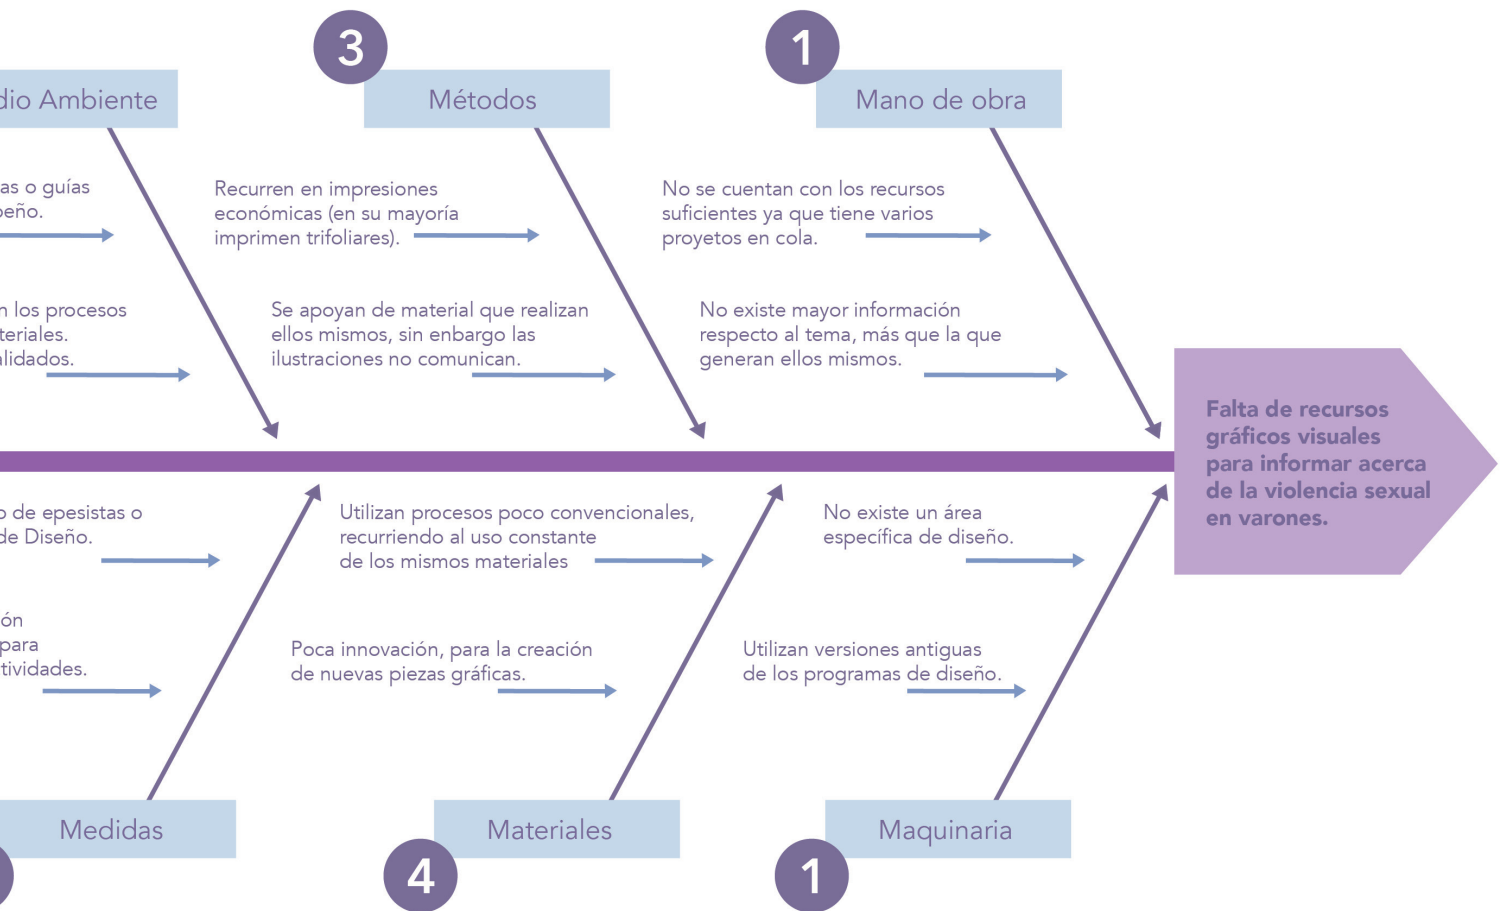 3
1
dio Ambiente
Métodos
Mano de obra
as o guías
peño.
Recurren en impresiones
económicas (en su mayoría
imprimen trifoliares).
No se cuentan con los recursos
suficientes ya que tiene varios
proyetos en cola.
n los procesos
teriales.
alidados.
Se apoyan de material que realizan
ellos mismos, sin enbargo las
ilustraciones no comunican.
No existe mayor información
respecto al tema, más que la que
generan ellos mismos.
Falta de recursos
gráficos visuales
para informar acerca
de la violencia sexual
en varones.
o de epesistas o
de Diseño.
Utilizan procesos poco convencionales,
recurriendo al uso constante
de los mismos materiales
No existe un área
específica de diseño.
ón
para
tividades.
Poca innovación, para la creación
de nuevas piezas gráficas.
Utilizan versiones antiguas
de los programas de diseño.
Medidas
Materiales
Maquinaria
4
1